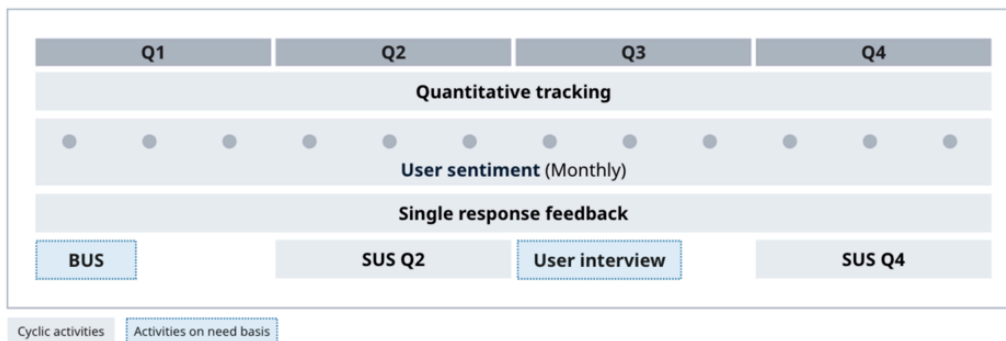 Q1 Q2 Q3 Q4
Quantitative tracking
User sentiment (Monthly)
Single response feedback
BUS SUS Q2 User interview SUS Q4
Cyclic activities Activities on need basis